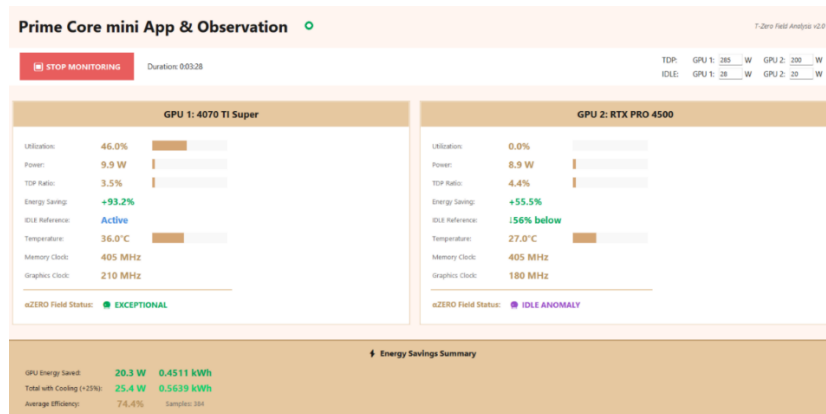 Prime Core mini App & Observation
T-Zero Field Analysis v2.0
STOP MONITORING
Duration: 0:03:28
TDP: GPU 1: 285 W GPU 2: 200 W
IDLE: GPU 1: 28 W GPU 2: 20 W
GPU 1: 4070 TI Super
Utilization: 46.0%
Power: 9.9 W
TDP Ratio: 3.5%
Energy Saving: +93.2%
IDLE Reference: Active
Temperature: 36.0°C
Memory Clock: 405 MHz
Graphics Clock: 210 MHz
αZERO Field Status: EXCEPTIONAL
GPU 2: RTX PRO 4500
Utilization: 0.0%
Power: 8.9 W
TDP Ratio: 4.4%
Energy Saving: +55.5%
IDLE Reference: ↓56% below
Temperature: 27.0°C
Memory Clock: 405 MHz
Graphics Clock: 180 MHz
αZERO Field Status: IDLE ANOMALY
Energy Savings Summary
GPU Energy Saved: 20.3 W 0.4511 kWh
Total with Cooling (+25%): 25.4 W 0.5639 kWh
Average Efficiency: 74.4% Samples: 384